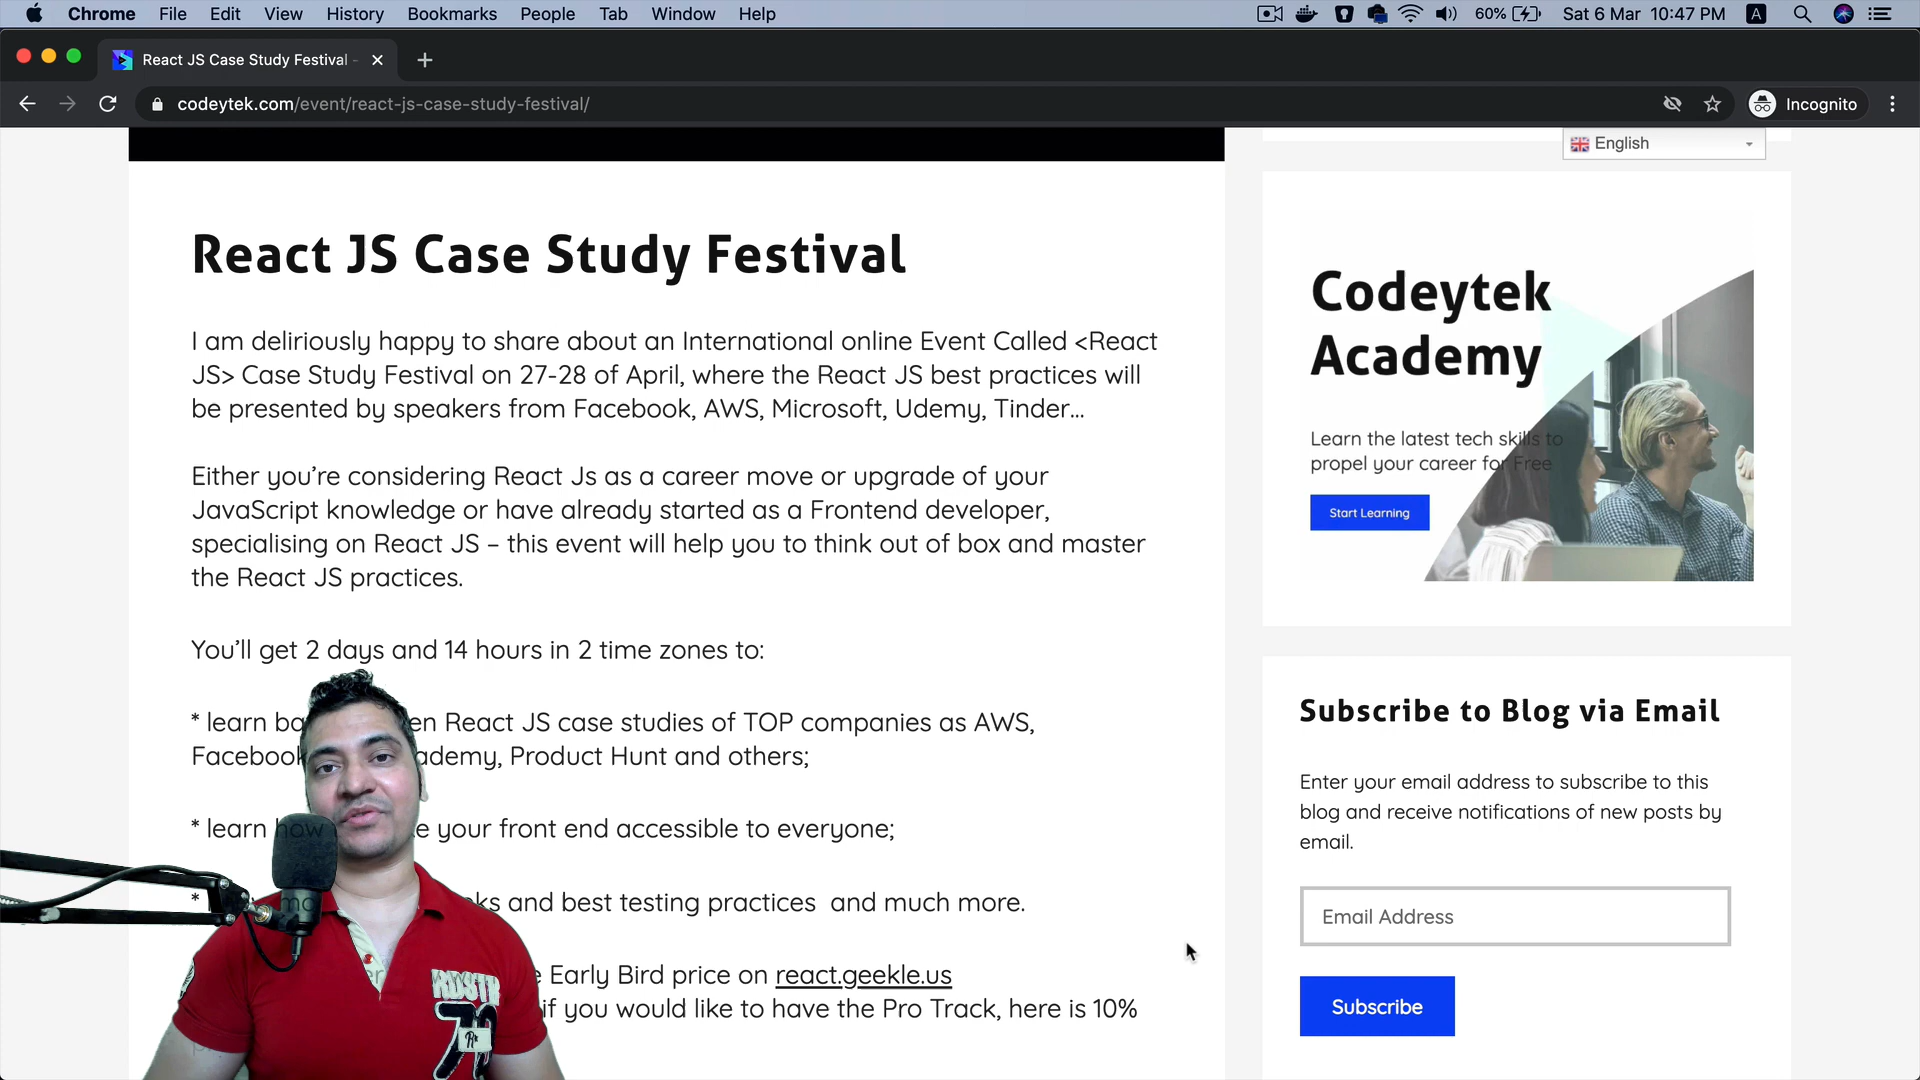 Chrome File Edit View History Bookmarks People Tab Window Help 60% Sat 6 Mar 10:47 PM A
React JS Case Study Festival -
codeytek.com/event/react-js-case-study-festival/ Incognito
English
React JS Case Study Festival
I am deliriously happy to share about an International online Event Called <React
JS> Case Study Festival on 27-28 of April, where the React JS best practices will
be presented by speakers from Facebook, AWS, Microsoft, Udemy, Tinder...
Either you’re considering React Js as a career move or upgrade of your
JavaScript knowledge or have already started as a Frontend developer,
specialising on React JS – this event will help you to think out of box and master
the React JS practices.
You’ll get 2 days and 14 hours in 2 time zones to:
* learn React JS case studies of TOP companies as AWS,
Facebook Product Hunt and others;
* learn how your front end accessible to everyone;
* and best testing practices and much more.
Early Bird price on react.geekle.us
if you would like to have the Pro Track, here is 10%
Codeytek
Academy
Learn the latest tech skills to
propel your career for Free
Start Learning
Subscribe to Blog via Email
Enter your email address to subscribe to this
blog and receive notifications of new posts by
email.
Email Address
Subscribe